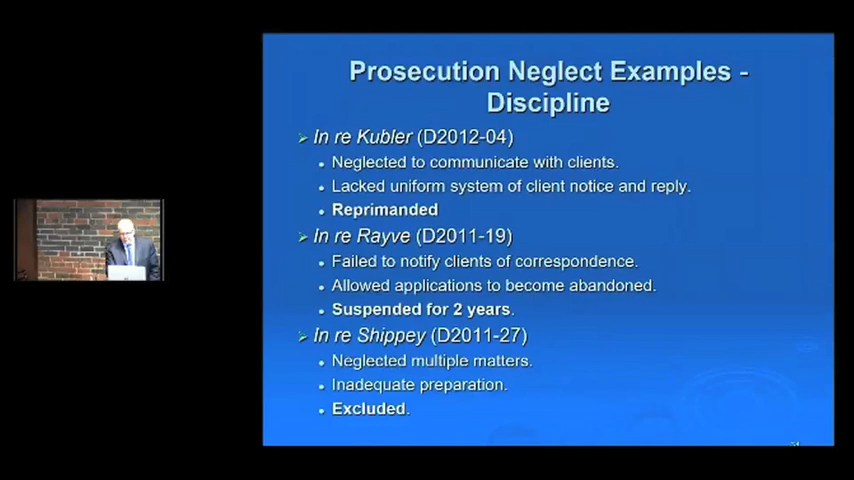 Prosecution Neglect Examples -
Discipline
In re Kubler (D2012-04)
Neglected to communicate with clients.
Lacked uniform system of client notice and reply.
Reprimanded
In re Rayve (D2011-19)
Failed to notify clients of correspondence.
Allowed applications to become abandoned.
Suspended for 2 years.
In re Shippey (D2011-27)
Neglected multiple matters.
Inadequate preparation.
Excluded.